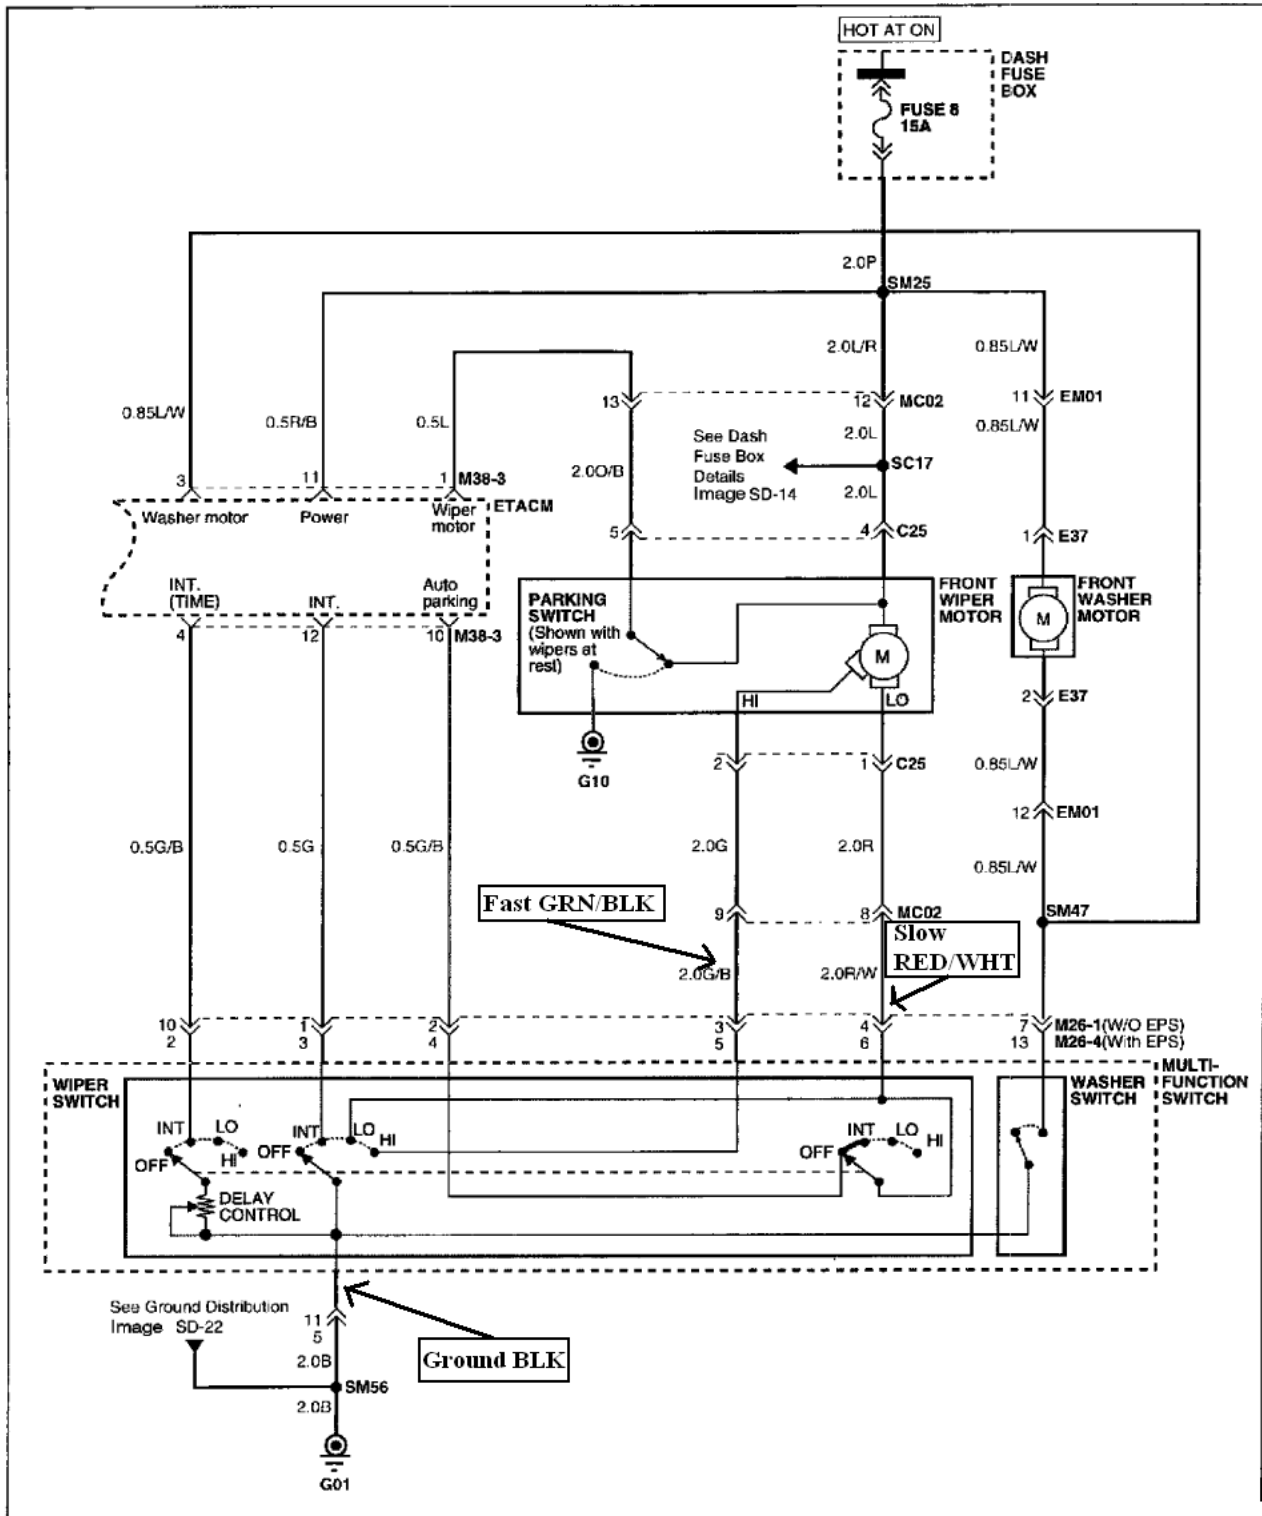 HOT AT ON
DASH
FUSE
BOX
FUSE 8
15A
2.0P
SM25
2.0L/R
0.85L/W
13
12
MC02
11
EM01
0.85L/W
0.5R/B
0.5L
2.0L
0.85L/W
See Dash
Fuse Box
Details
Image SD-14
SC17
2.0O/B
2.0L
3
11
1
M38-3
ETACM
Washer motor
Power
Wiper
motor
5
4
C25
1
E37
INT.
(TIME)
INT.
Auto
parking
4
12
10
M38-3
PARKING
SWITCH
(Shown with
wipers at
rest)
M
HI
LO
FRONT
WIPER
MOTOR
M
FRONT
WASHER
MOTOR
2
E37
G10
2
1
C25
0.85L/W
12
EM01
0.5G/B
0.5G
0.5G/B
2.0G
2.0R
0.85L/W
Fast GRN/BLK
9
8
MC02
SM47
Slow
RED/WHT
2.0G/B
2.0R/W
10
1
2
3
4
7
M26-1(W/O EPS)
2
3
4
5
6
13
M26-4(With EPS)
WIPER
SWITCH
WASHER
SWITCH
MULTI-
FUNCTION
SWITCH
OFF
INT
LO
HI
OFF
INT
LO
HI
OFF
INT
LO
HI
DELAY
CONTROL
See Ground Distribution
Image SD-22
11
5
2.0B
Ground BLK
SM56
2.0B
G01